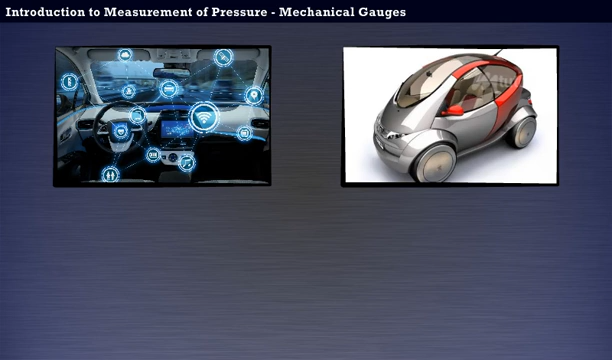 Introduction to Measurement of Pressure - Mechanical Gauges